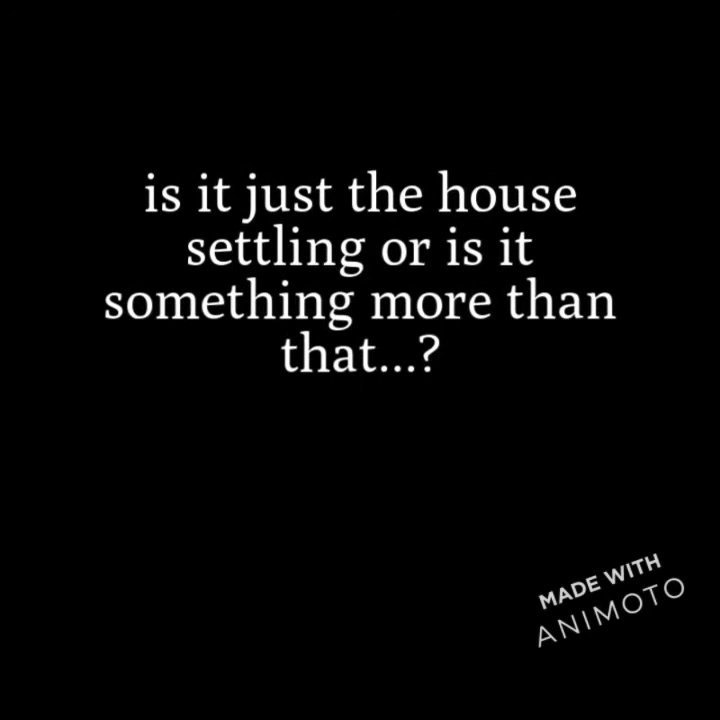 is it just the house
settling or is it
something more than
that...?
MADE WITH
ANIMOTO